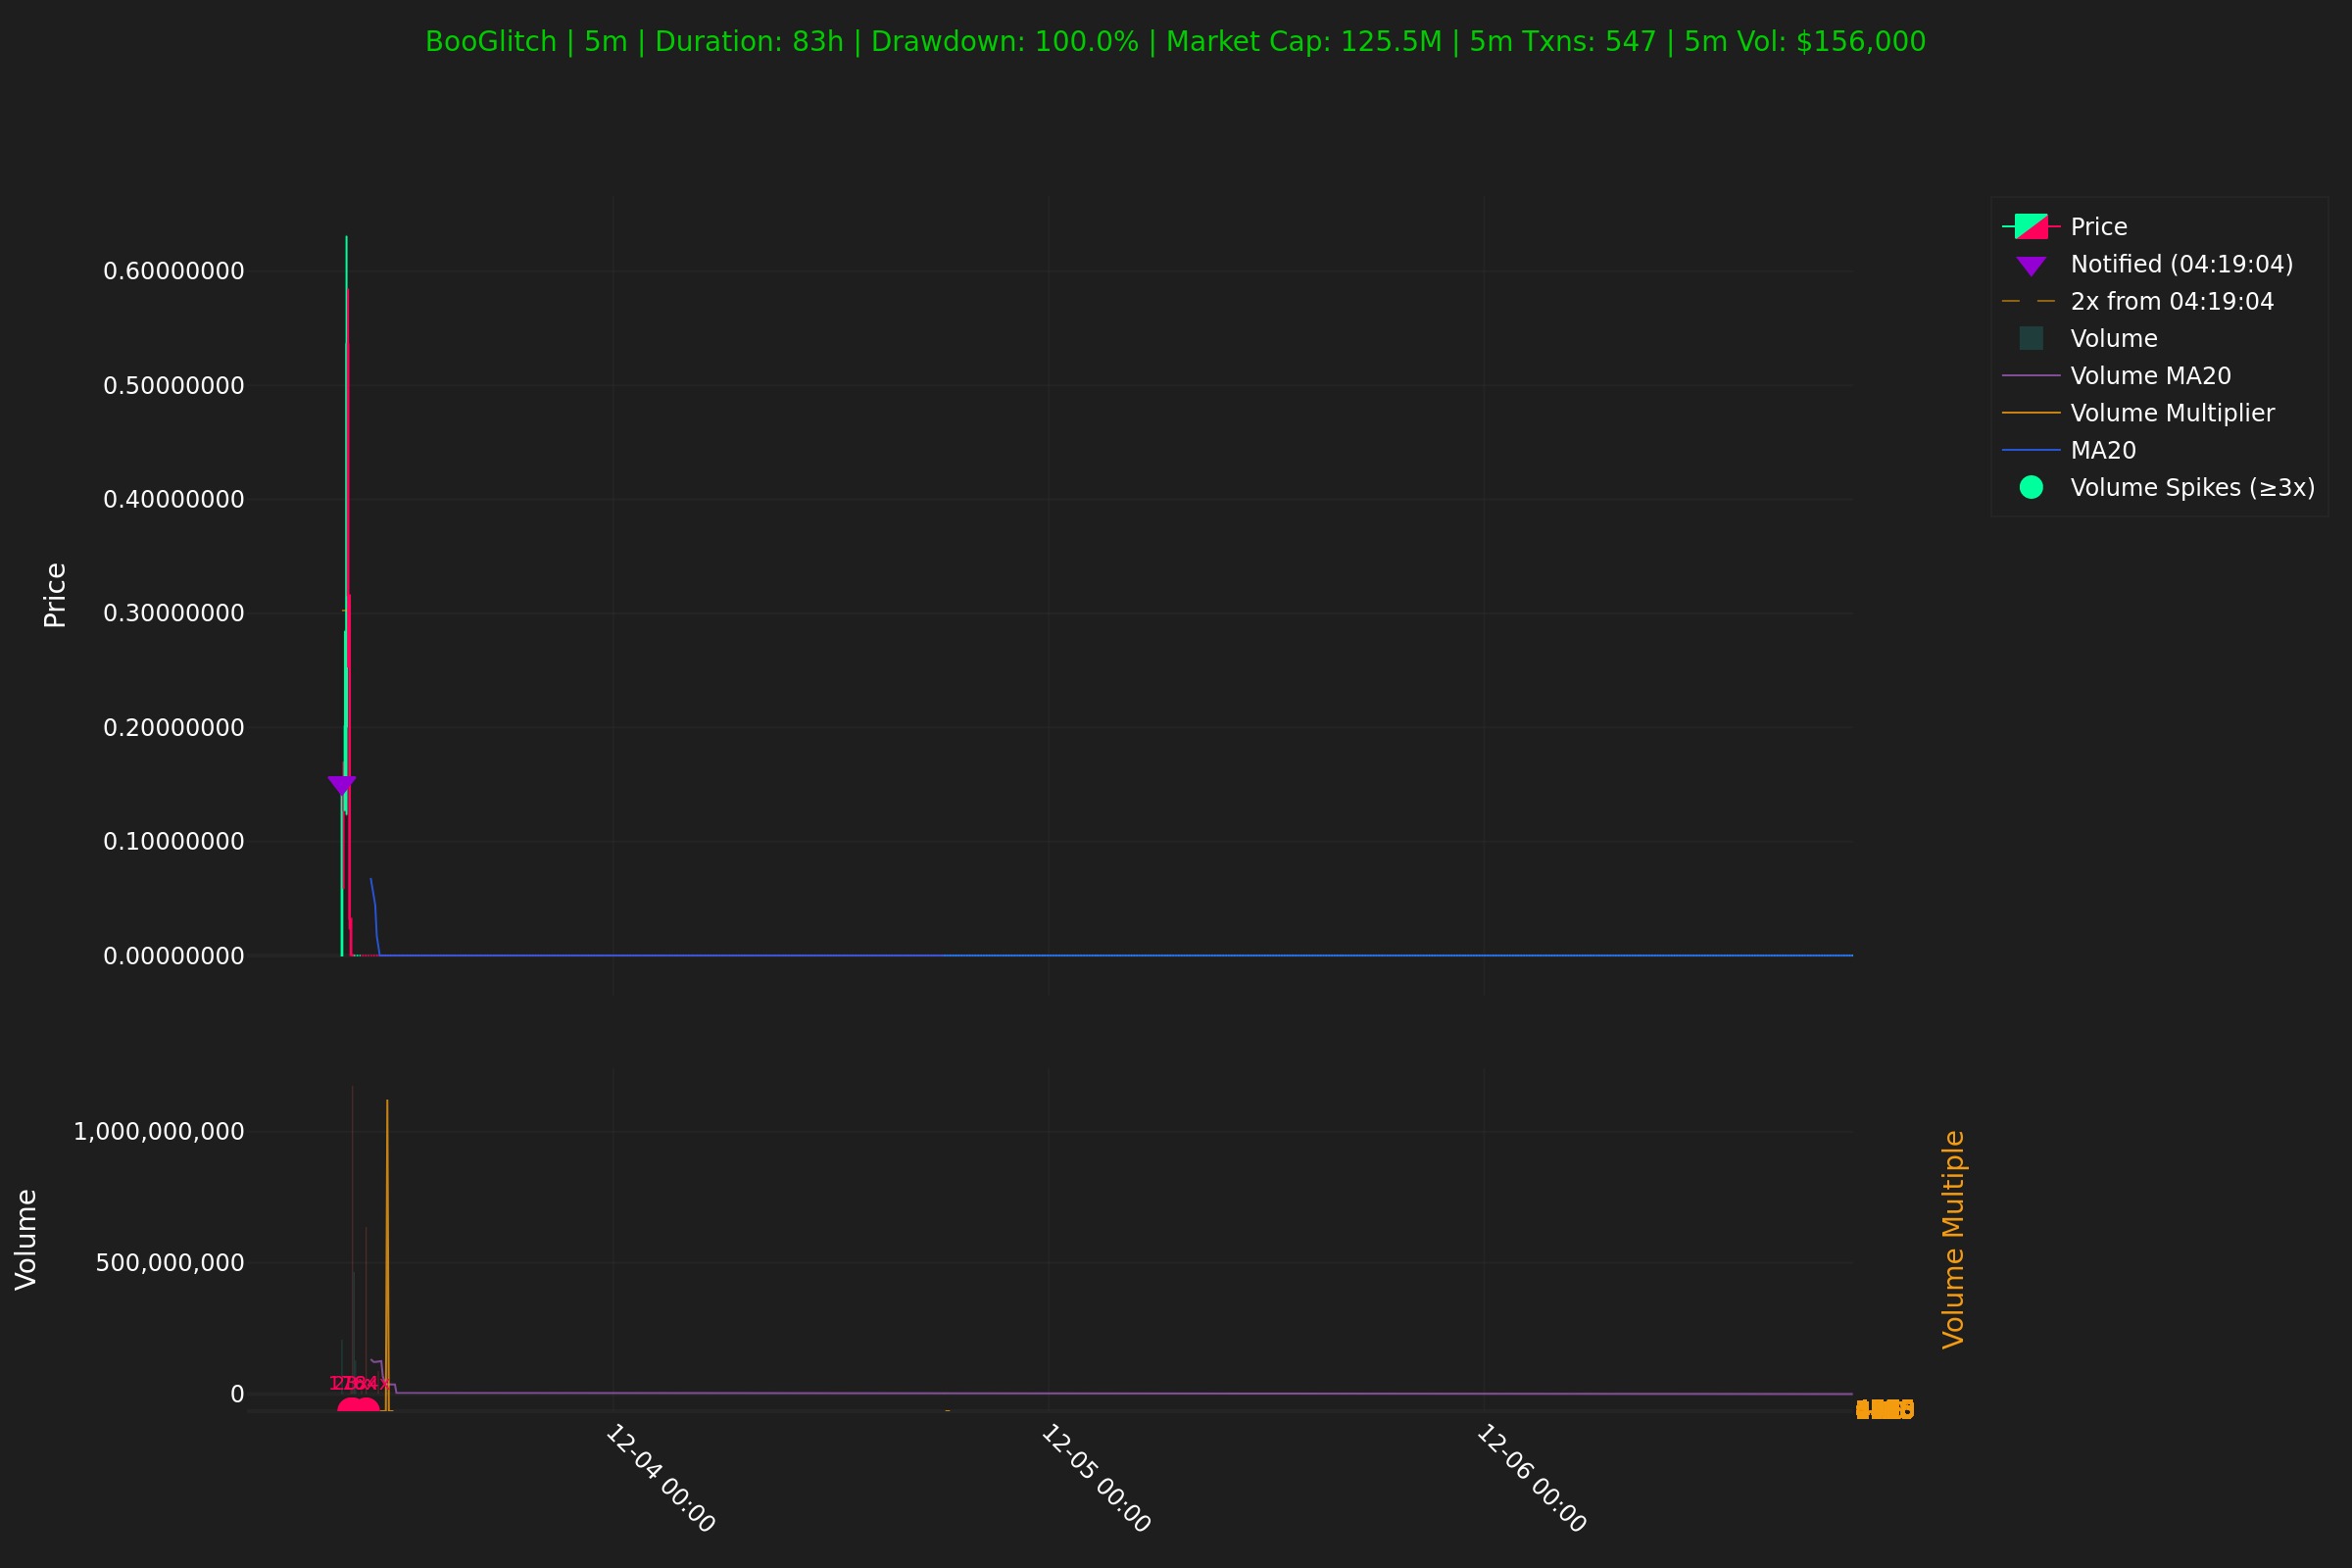 BooGlitch | 5m | Duration: 83h | Drawdown: 100.0% | Market Cap: 125.5M | 5m Txns: 547 | 5m Vol: $156,000
Price
Notified (04:19:04)
2x from 04:19:04
Volume
Volume MA20
Volume Multiplier
MA20
Volume Spikes (≥3x)
Price
0.60000000
0.50000000
0.40000000
0.30000000
0.20000000
0.10000000
0.00000000
Volume
1,000,000,000
500,000,000
0
Volume Multiple
12-04 00:00
12-05 00:00
12-06 00:00